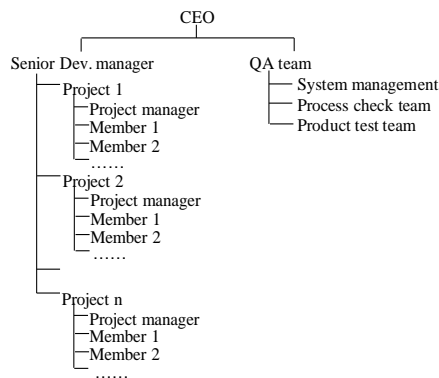 CEO
Senior Dev. manager
QA team
System management
Process check team
Product test team
Project 1
Project manager
Member 1
Member 2
……
Project 2
Project manager
Member 1
Member 2
……
Project n
Project manager
Member 1
Member 2
……